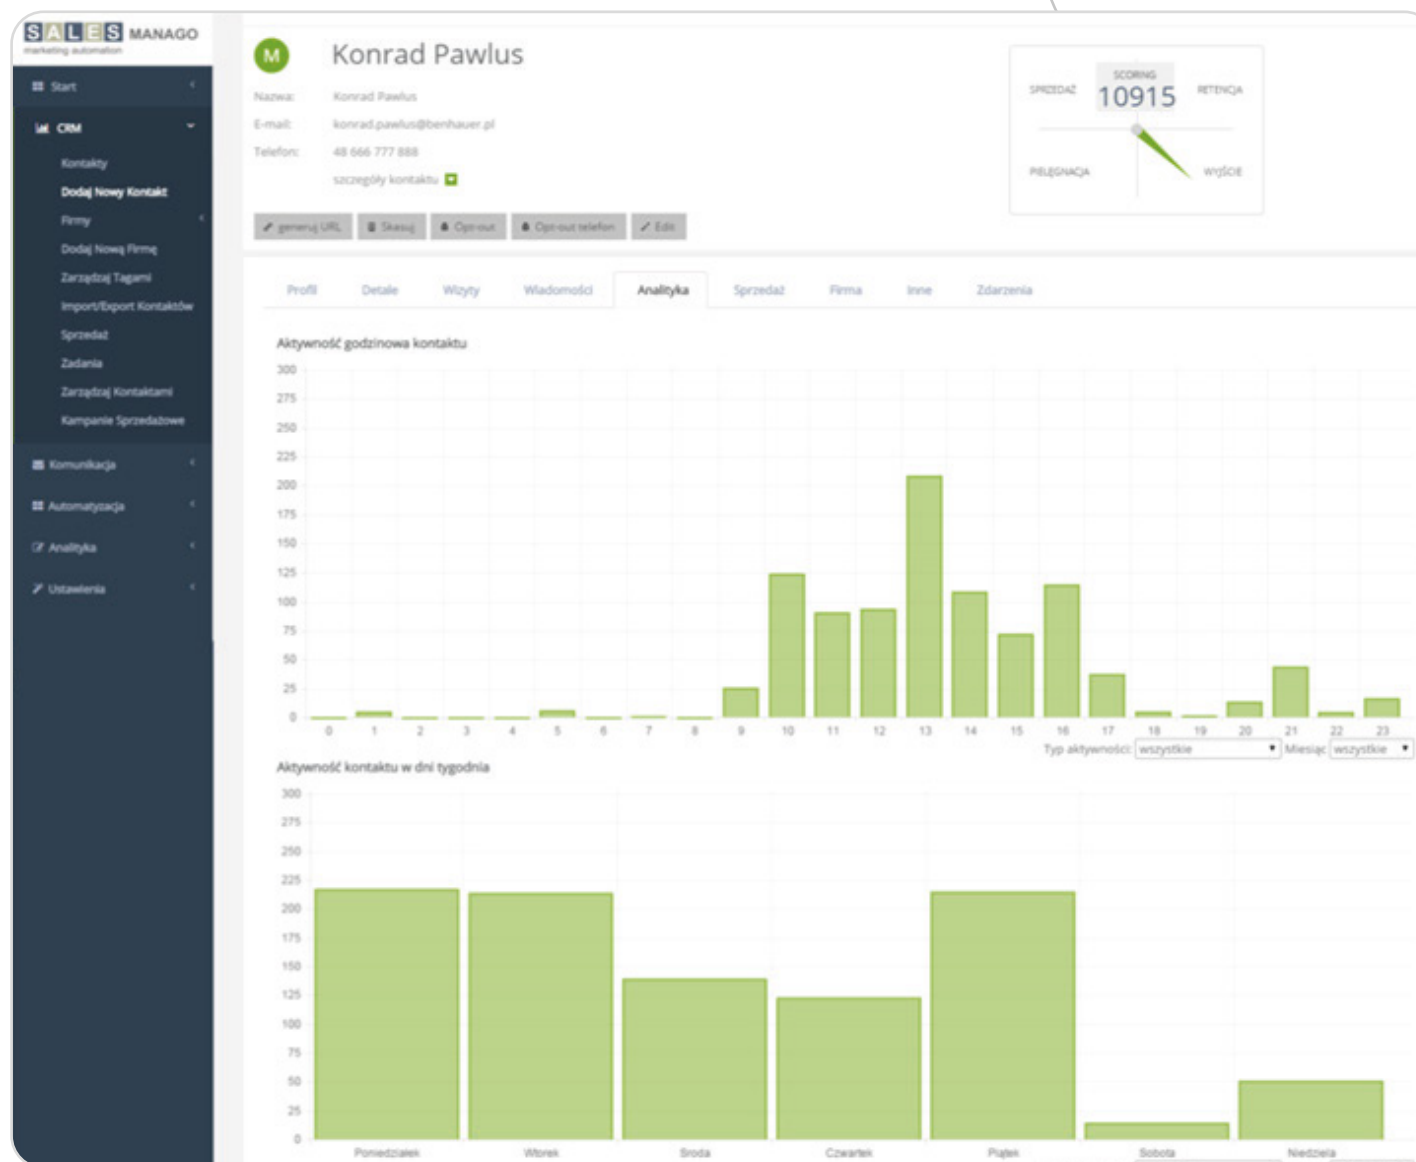 SALES MANAGO
marketing automation
Start
CRM
Kontakty
Dodaj Nowy Kontakt
Firmy
Dodaj Nową Firmę
Zarządzaj Tagami
Import/Export Kontaktów
Sprzedaż
Zadania
Zarządzaj Kontaktami
Kampanie Sprzedażowe
Komunikacja
Automatyzacja
Analityka
Ustawienia
M Konrad Pawlus
Nazwa: Konrad Pawlus
E-mail: konrad.pawlus@benhauer.pl
Telefon: 48 666 777 888
szczegóły kontaktu
generuj URL Skasuj Opt-out Opt-out telefon Edit
SPRZEDAŻ SCORING RETENCJA
10915
PIELĘGNACJA WYJŚCIE
Profil Detale Wizyty Wiadomości Analityka Sprzedaż Firma Inne Zdarzenia
Aktywność godzinowa kontaktu
300
275
250
225
200
175
150
125
100
75
50
25
0
0 1 2 3 4 5 6 7 8 9 10 11 12 13 14 15 16 17 18 19 20 21 22 23
Typ aktywności: wszystkie Miesiąc wszystkie
Aktywność kontaktu w dni tygodnia
300
275
250
225
200
175
150
125
100
75
50
25
0
Poniedziałek Wtorek Sroda Czwartek Piątek Sobota Niedziela